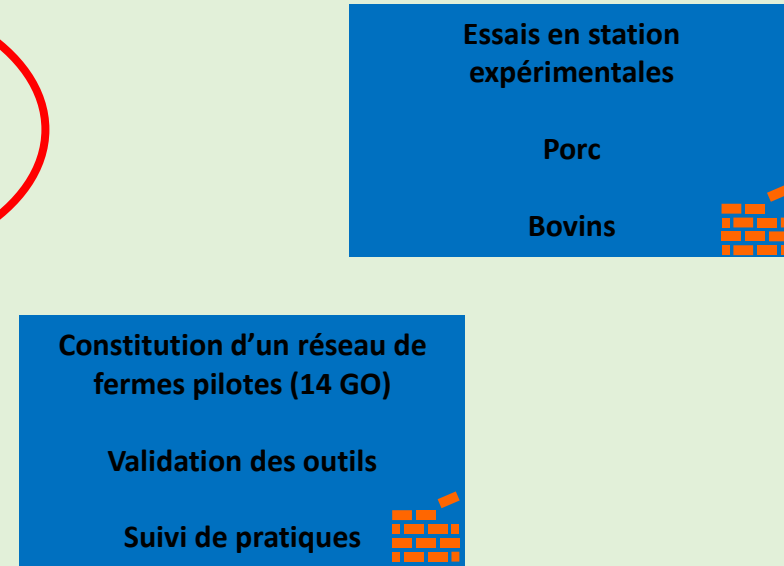 Essais en station
expérimentales
Porc
Bovins
Constitution d’un réseau de
fermes pilotes (14 GO)
Validation des outils
Suivi de pratiques